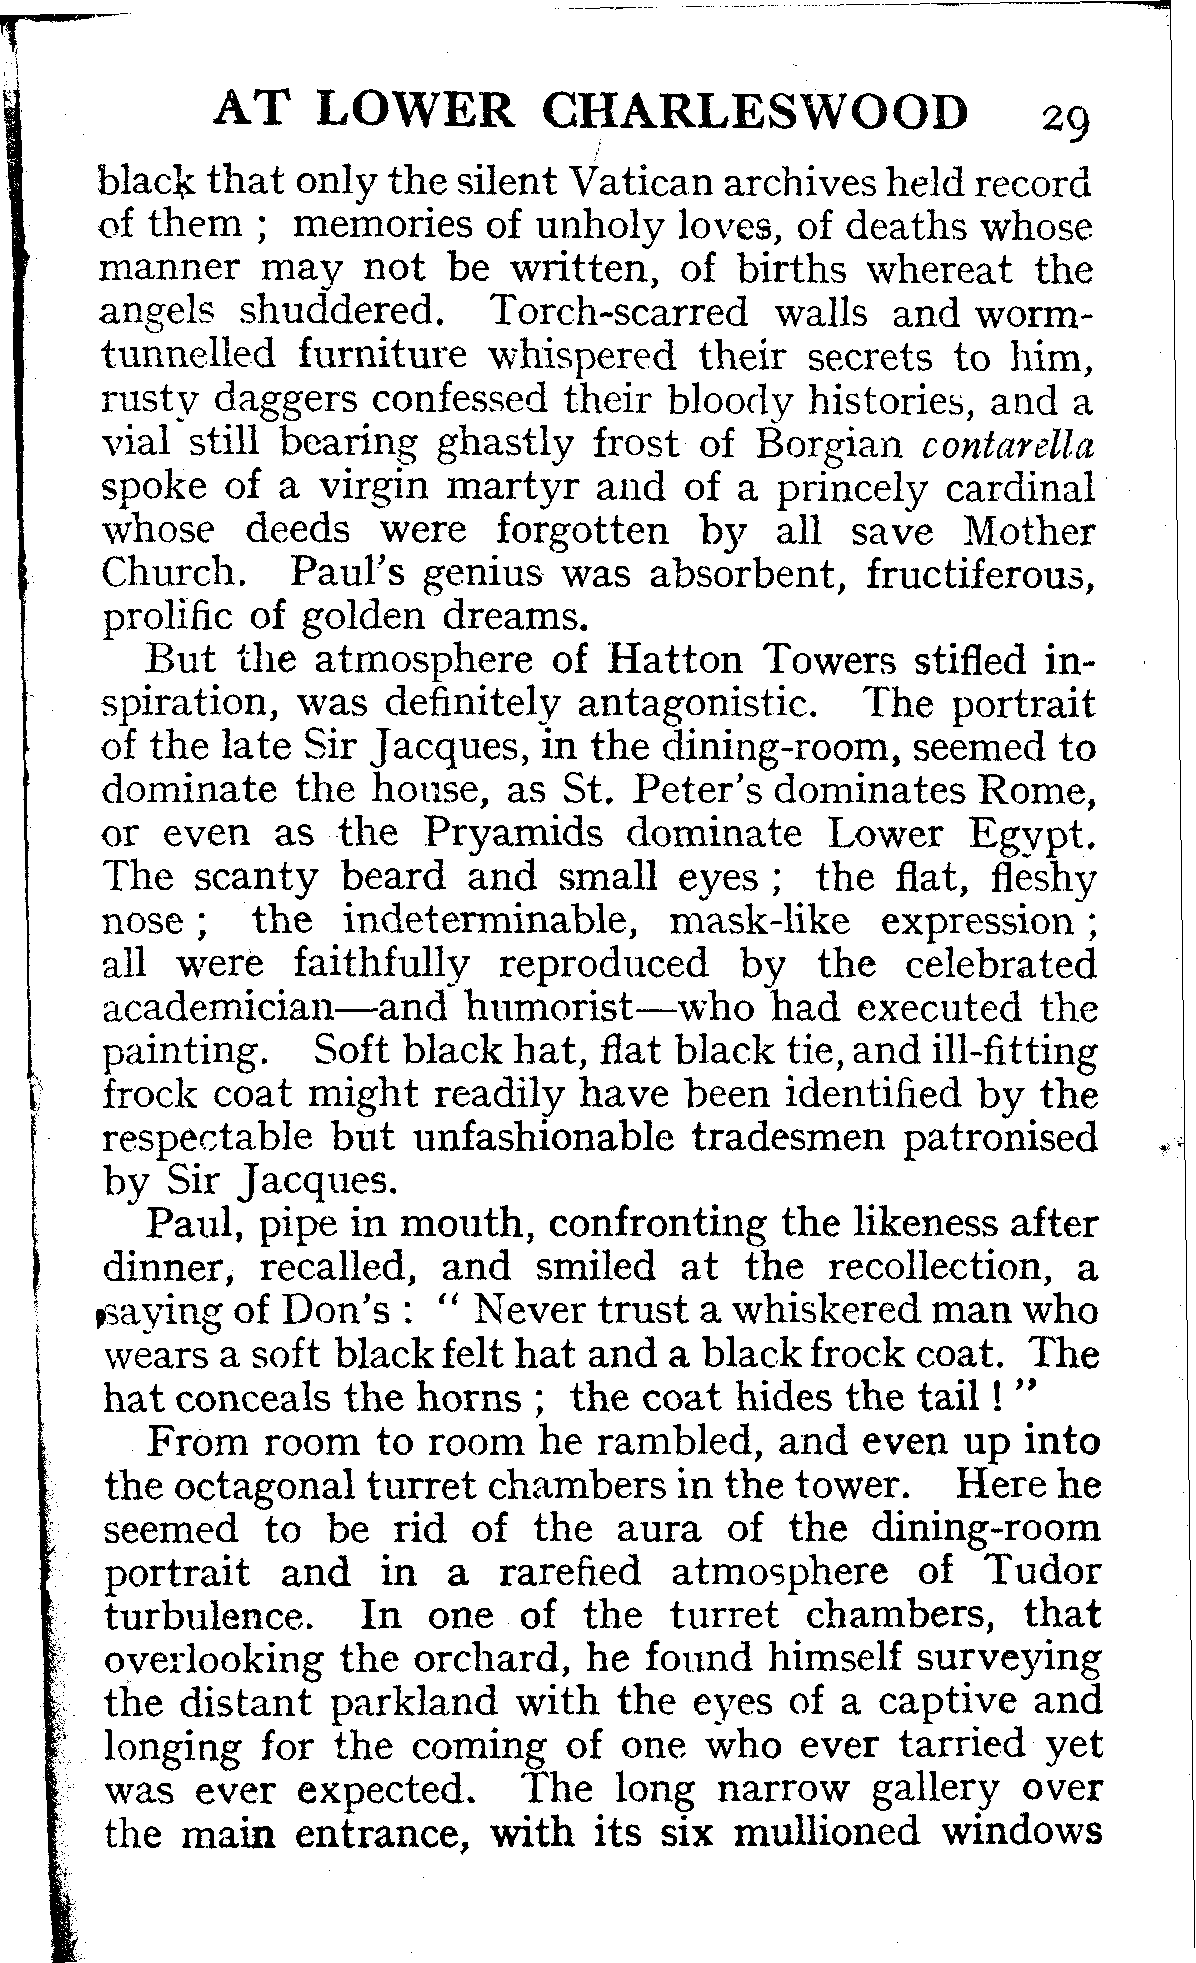 AT LOWER CHARLESWOOD 29
black that only the silent Vatican archives held record
of them ; memories of unholy loves, of deaths whose
manner may not be written, of births whereat the
angels shuddered. Torch-scarred walls and worm-
tunnelled furniture whispered their secrets to him,
rusty daggers confessed their bloody histories, and a
vial still bearing ghastly frost of Borgian contarella
spoke of a virgin martyr and of a princely cardinal
whose deeds were forgotten by all save Mother
Church. Paul's genius was absorbent, fructiferous,
prolific of golden dreams.
But the atmosphere of Hatton Towers stifled in-
spiration, was definitely antagonistic. The portrait
of the late Sir Jacques, in the dining-room, seemed to
dominate the house, as St. Peter's dominates Rome,
or even as the Pryamids dominate Lower Egypt.
The scanty beard and small eyes ; the flat, fleshy
nose ; the indeterminable, mask-like expression ;
all were faithfully reproduced by the celebrated
academician—and humorist—who had executed the
painting. Soft black hat, flat black tie, and ill-fitting
frock coat might readily have been identified by the
respectable but unfashionable tradesmen patronised
by Sir Jacques.
Paul, pipe in mouth, confronting the likeness after
dinner, recalled, and smiled at the recollection, a
saying of Don's : " Never trust a whiskered man who
wears a soft black felt hat and a black frock coat. The
hat conceals the horns ; the coat hides the tail ! "
From room to room he rambled, and even up into
the octagonal turret chambers in the tower. Here he
seemed to be rid of the aura of the dining-room
portrait and in a rarefied atmosphere of Tudor
turbulence. In one of the turret chambers, that
overlooking the orchard, he found himself surveying
the distant parkland with the eyes of a captive and
longing for the coming of one who ever tarried yet
was ever expected. The long narrow gallery over
the main entrance, with its six mullioned windows